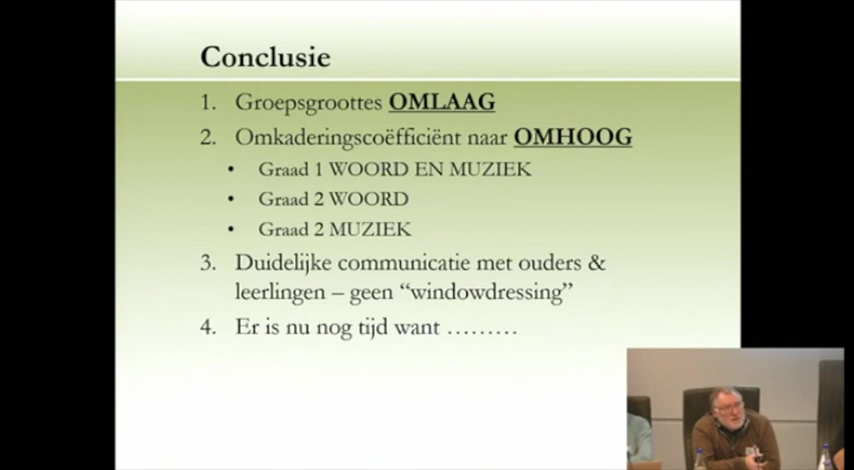 Conclusie
1. Groepsgroottes OMLAAG
2. Omkaderingscoëfficiënt naar OMHOOG
• Graad 1 WOORD EN MUZIEK
• Graad 2 WOORD
• Graad 2 MUZIEK
3. Duidelijke communicatie met ouders &
leerlingen – geen “windowdressing”
4. Er is nu nog tijd want ………